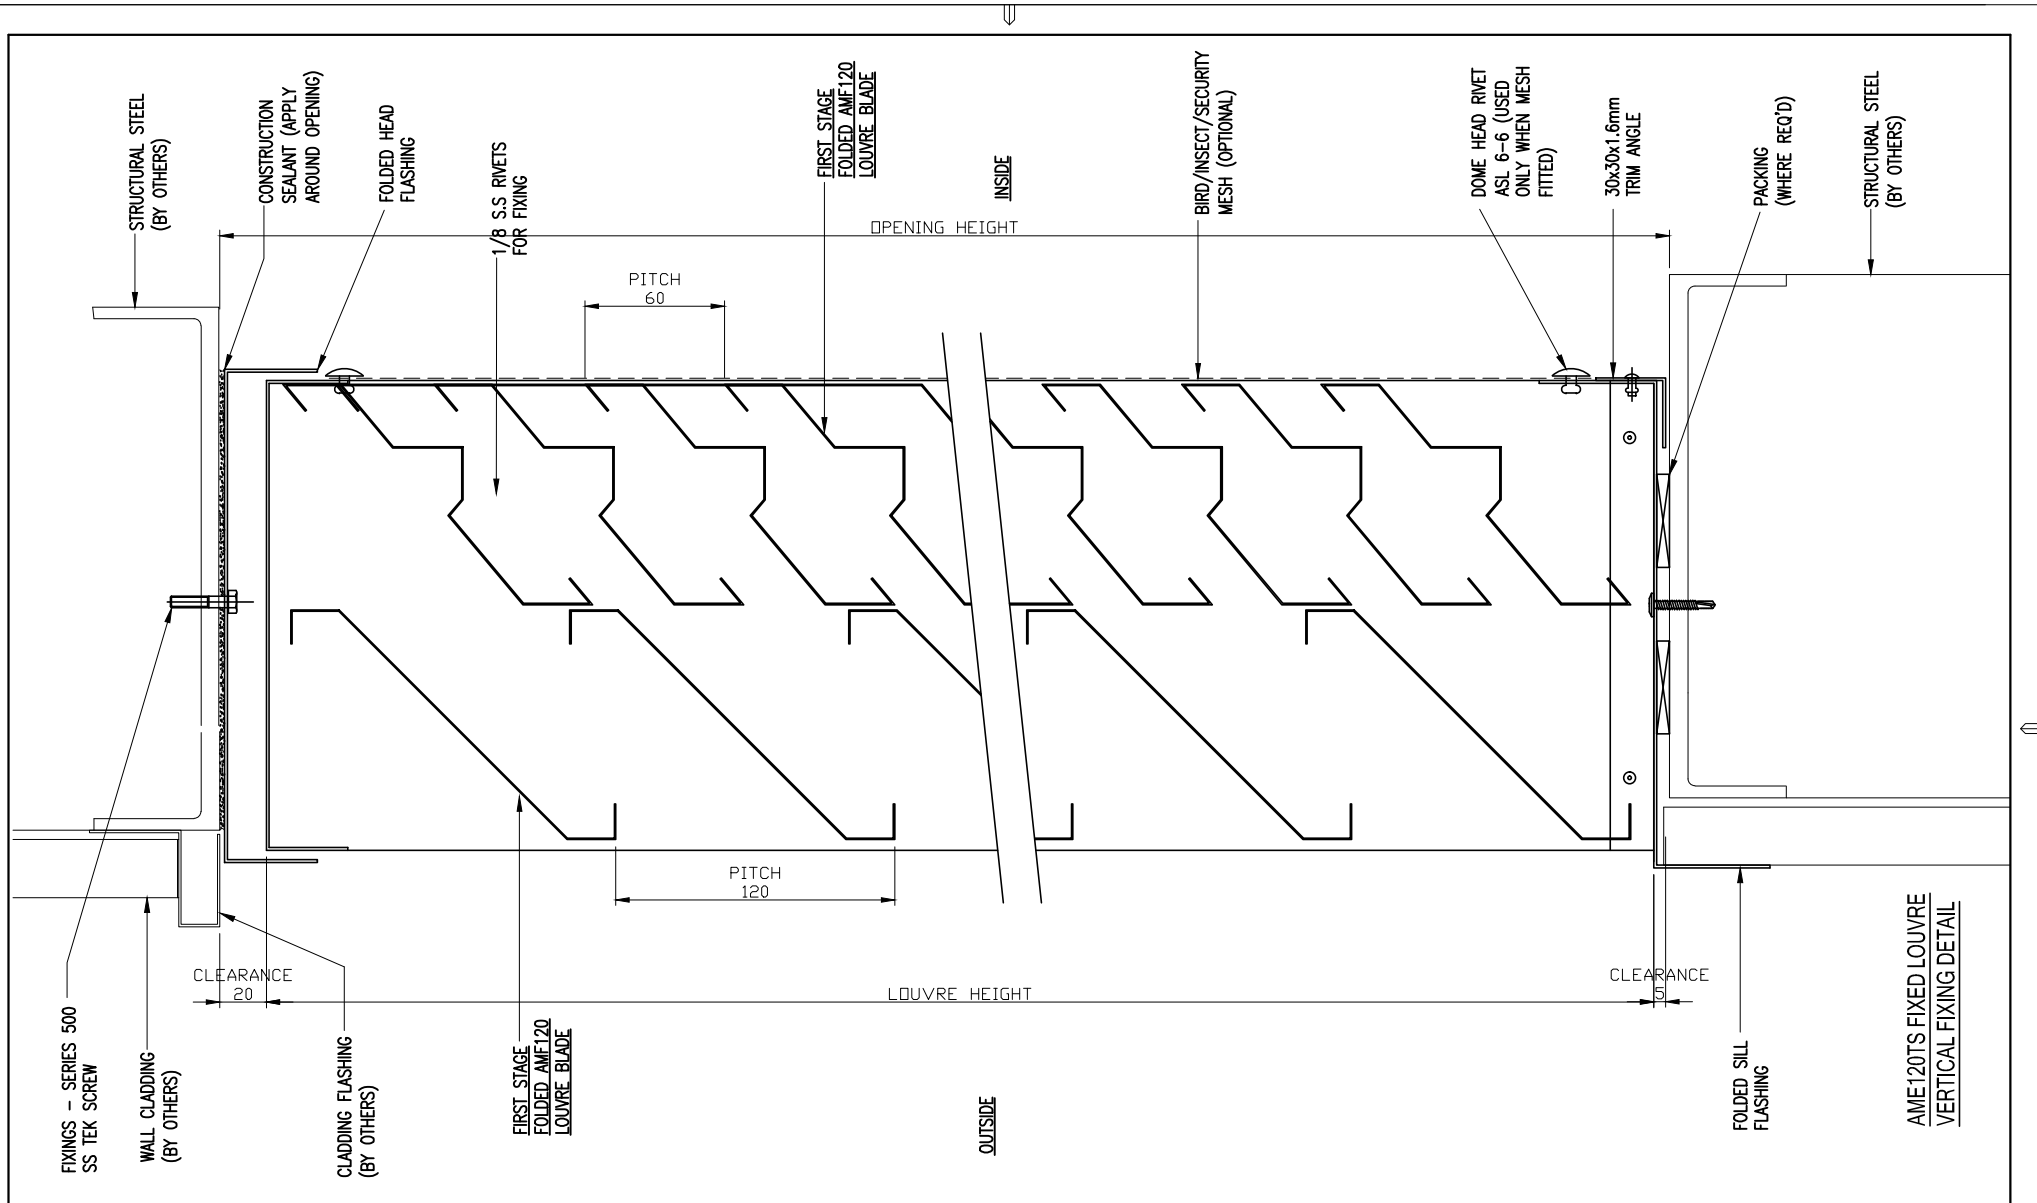 STRUCTURAL STEEL
(BY OTHERS)
CONSTRUCTION
SEALANT (APPLY
AROUND OPENING)
FOLDED HEAD
FLASHING
1/8 S.S RIVETS
FOR FIXING
FIRST STAGE
FOLDED AMF120
LOUVRE BLADE
INSIDE
BIRD/INSECT/SECURITY
MESH (OPTIONAL)
DOME HEAD RIVET
ASL 6-6 (USED
ONLY WHEN MESH
FITTED)
30x30x1.6mm
TRIM ANGLE
PACKING
(WHERE REQ'D)
STRUCTURAL STEEL
(BY OTHERS)
OPENING HEIGHT
PITCH
60
PITCH
120
CLEARANCE
20
LOUVRE HEIGHT
CLEARANCE
5
FIXINGS - SERIES 500
SS TEK SCREW
WALL CLADDING
(BY OTHERS)
CLADDING FLASHING
(BY OTHERS)
FIRST STAGE
FOLDED AMF120
LOUVRE BLADE
OUTSIDE
FOLDED SILL
FLASHING
AME120TS FIXED LOUVRE
VERTICAL FIXING DETAIL